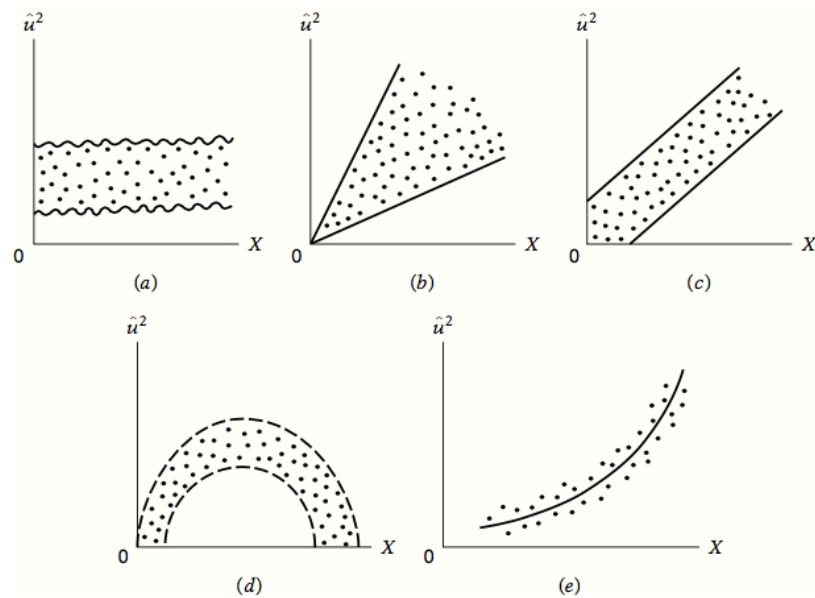 û² û² û²
0 X 0 X 0 X
(a) (b) (c)
û² û²
0 X 0 X
(d) (e)